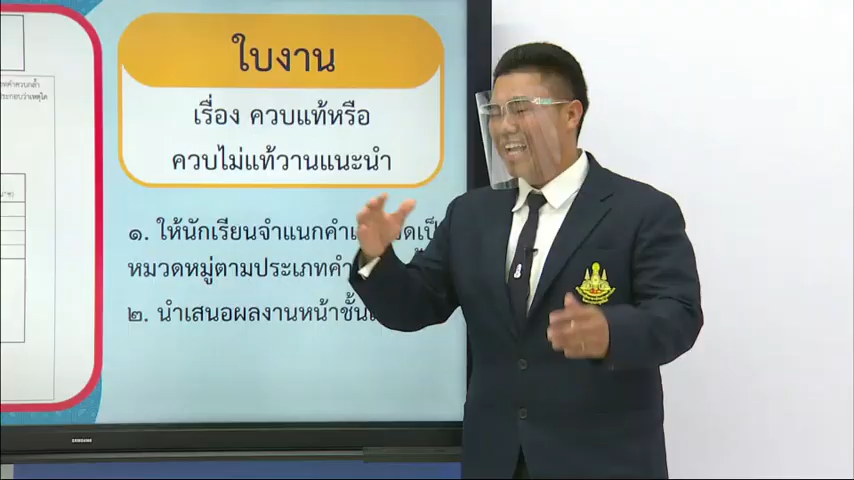 ใบงาน
เรื่อง ควบแท้หรือ
ควบไม่แท้วานแนะนำ
๑. ให้นักเรียนจำแนกคำ
หมวดหมู่ตามประเภทคำ
๒. นำเสนอผลงานหน้าชั้น
SAMSUNG